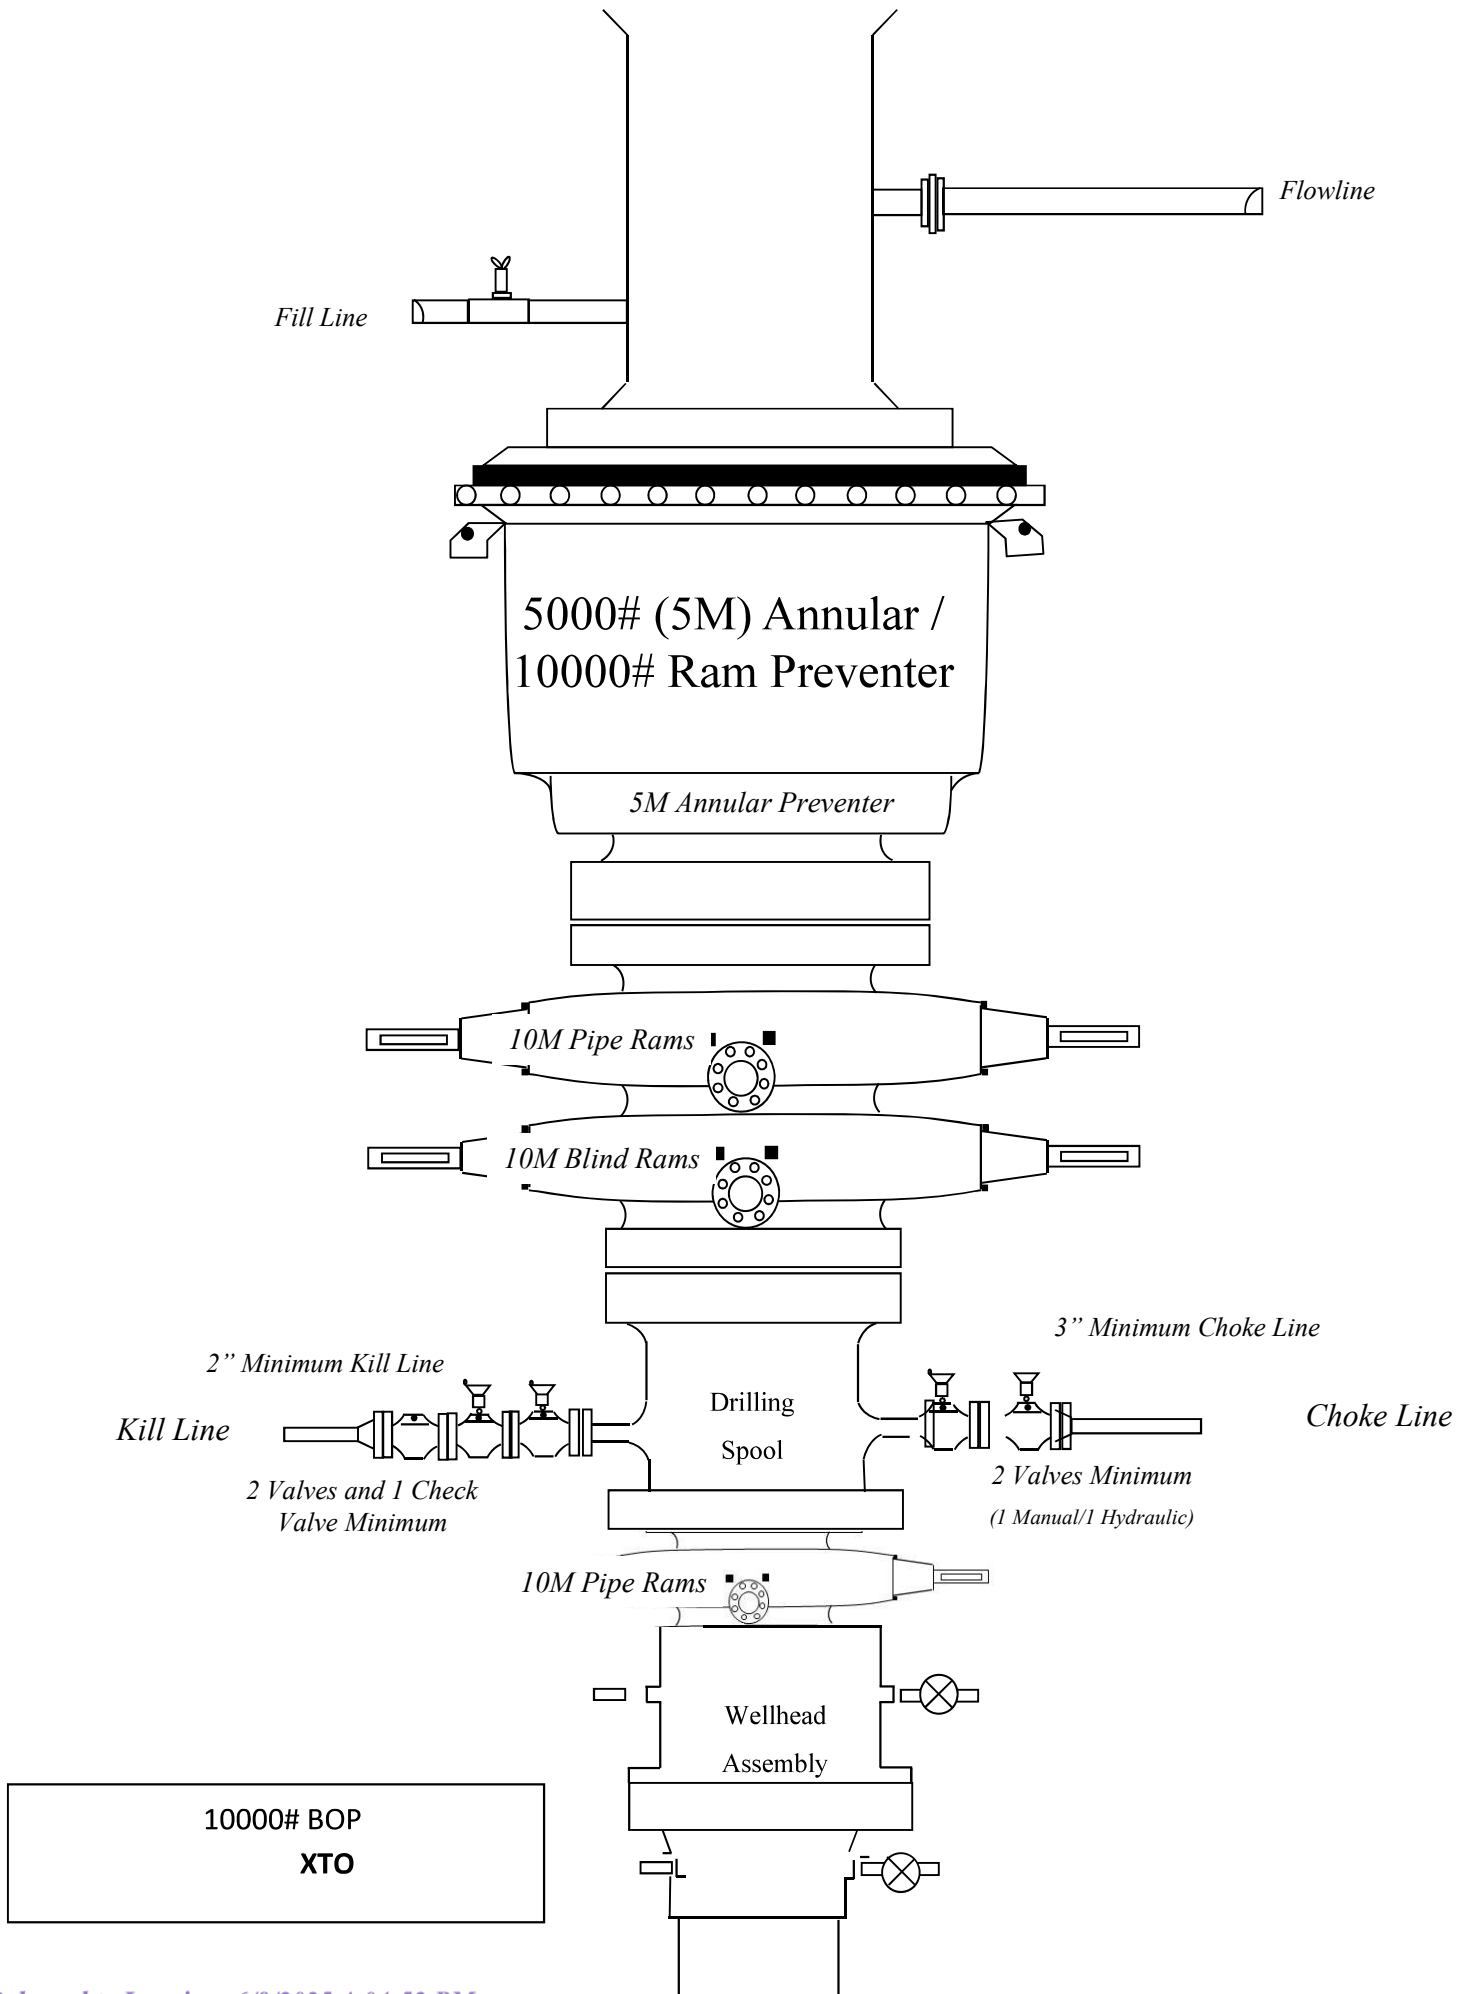 Flowline
Fill Line
5000# (5M) Annular /
10000# Ram Preventer
5M Annular Preventer
10M Pipe Rams
10M Blind Rams
3” Minimum Choke Line
2” Minimum Kill Line
Drilling
Spool
Kill Line
Choke Line
2 Valves and 1 Check
Valve Minimum
2 Valves Minimum
(1 Manual/1 Hydraulic)
10M Pipe Rams
Wellhead
Assembly
10000# BOP
XTO